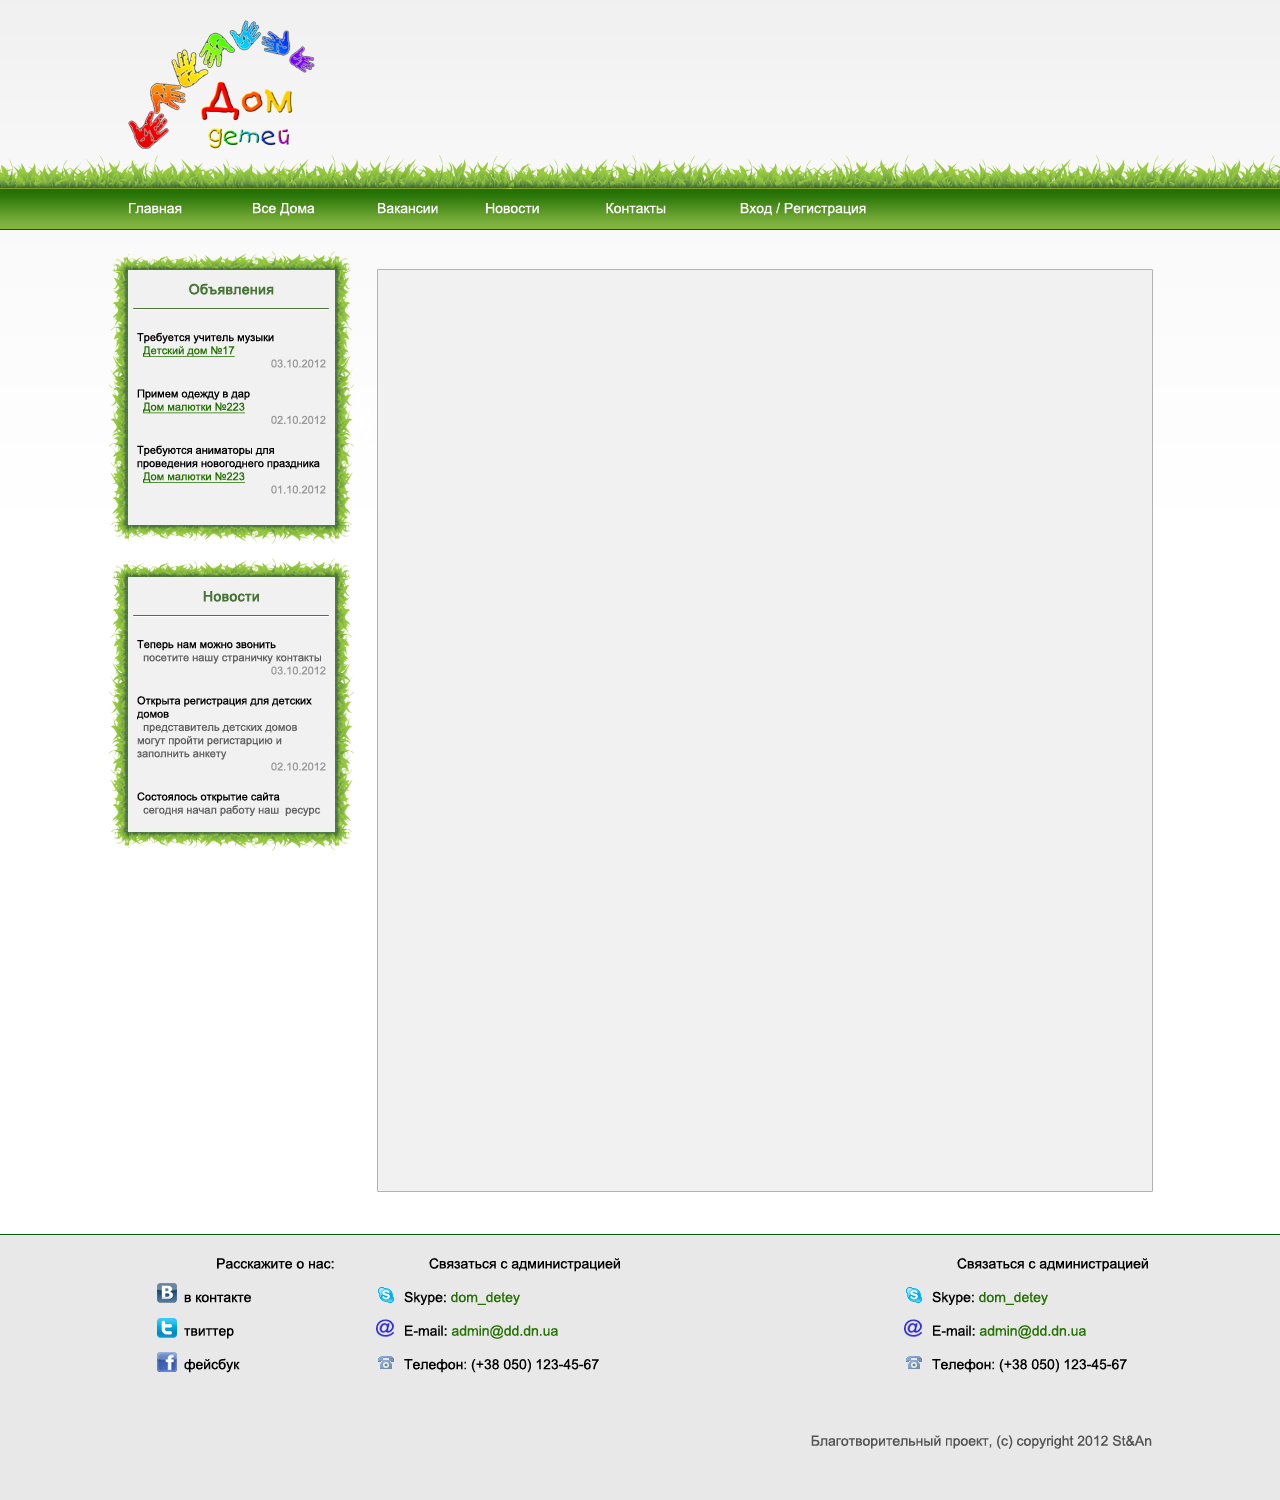 Дом
детей
Главная Все Дома Вакансии Новости Контакты Вход / Регистрация
Объявления
Требуется учитель музыки
Детский дом №17
03.10.2012
Примем одежду в дар
Дом малютки №223
02.10.2012
Требуются аниматоры для
проведения новогоднего праздника
Дом малютки №223
01.10.2012
Новости
Теперь нам можно звонить
посетите нашу страничку контакты
03.10.2012
Открыта регистрация для детских
домов
представитель детских домов
могут пройти регистарцию и
заполнить анкету
02.10.2012
Состоялось открытие сайта
сегодня начал работу наш ресурс
Расскажите о нас:
в контакте
твиттер
фейсбук
Связаться с администрацией
Skype: dom_detey
E-mail: admin@dd.dn.ua
Телефон: (+38 050) 123-45-67
Связаться с администрацией
Skype: dom_detey
E-mail: admin@dd.dn.ua
Телефон: (+38 050) 123-45-67
Благотворительный проект, (c) copyright 2012 St&An